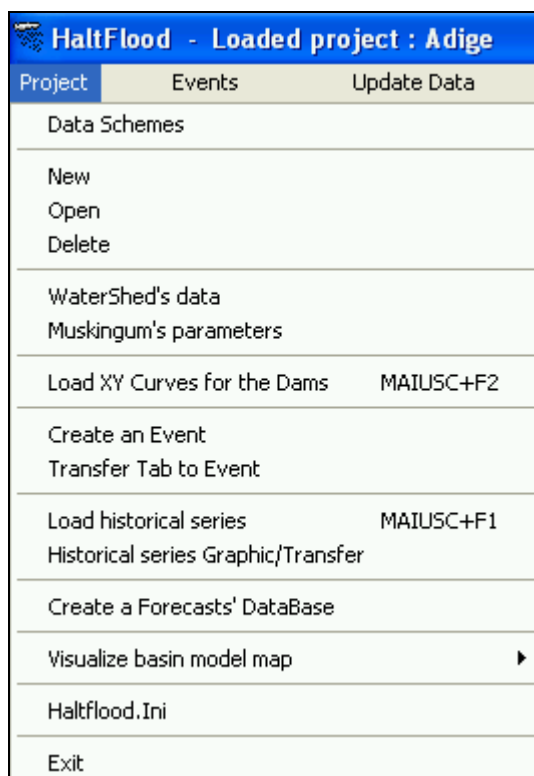 HaltFlood - Loaded project : Adige
Project Events Update Data
Data Schemes
New
Open
Delete
WaterShed's data
Muskingum's parameters
Load XY Curves for the Dams MAIUSC+F2
Create an Event
Transfer Tab to Event
Load historical series MAIUSC+F1
Historical series Graphic/Transfer
Create a Forecasts' DataBase
Visualize basin model map
Haltflood.Ini
Exit